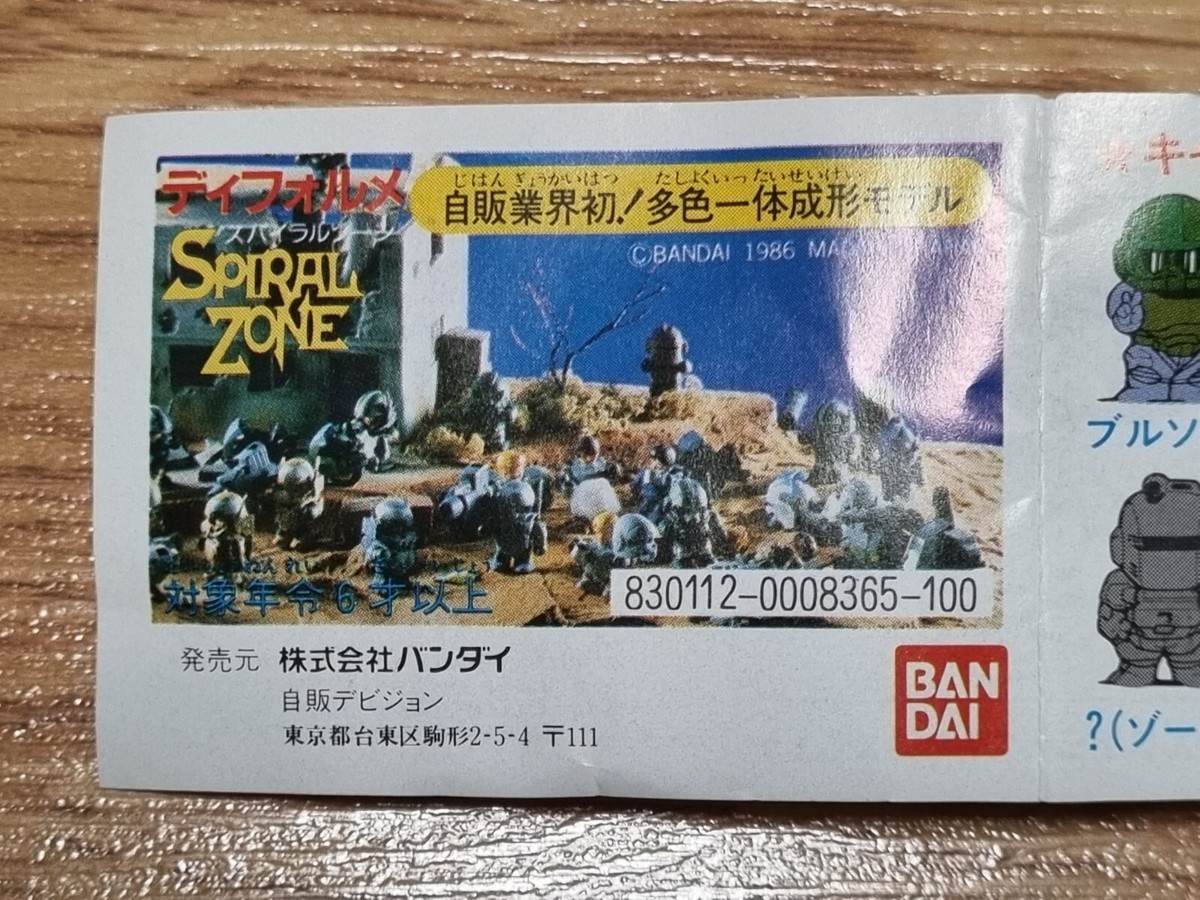 ディフォルメ
じはんぎょうかいはつ たしょくいったいせいけい
自販業界初!多色一体成形モデル
スパイラルゾーン
SPIRAL
ZONE
©BANDAI 1986
対象年令6才以上
830112-0008365-100
発売元 株式会社バンダイ
自販デビジョン
東京都台東区駒形2-5-4 〒111
BAN
DAI
★キー
ブルソ
?(ゾー